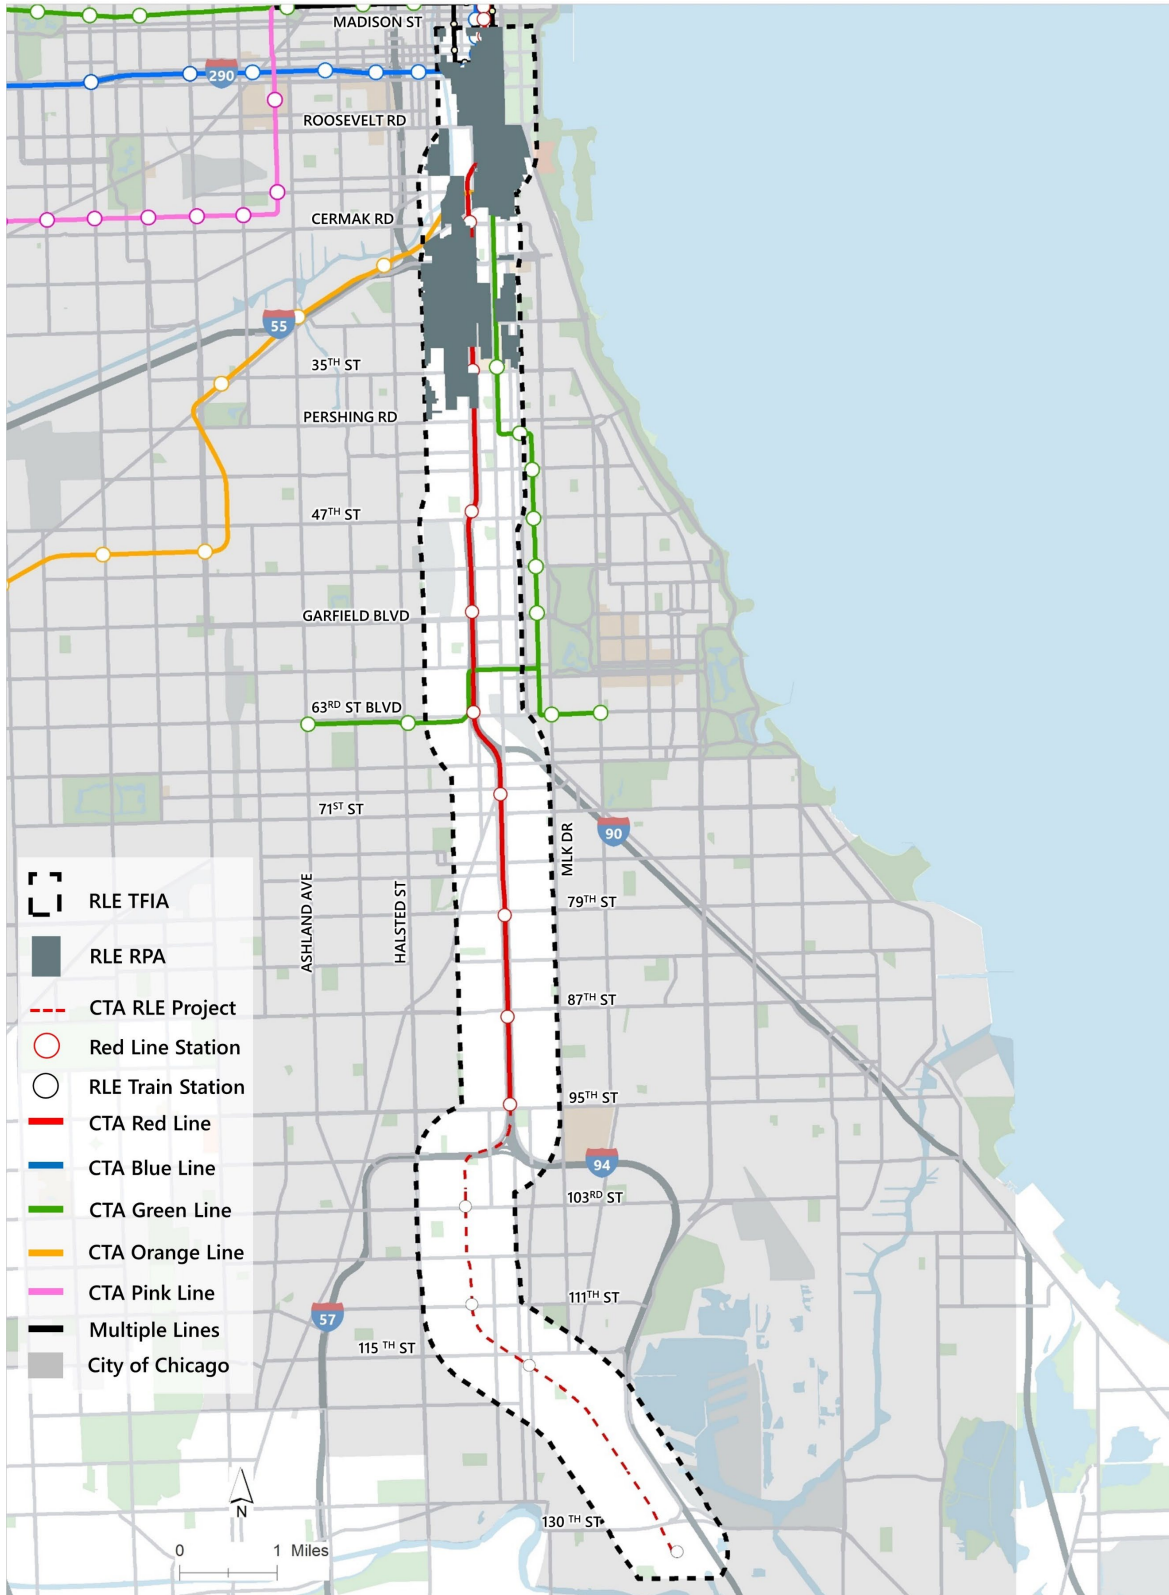 MADISON ST
290
ROOSEVELT RD
CERMAK RD
55
35TH ST
PERSHING RD
47TH ST
GARFIELD BLVD
63RD ST BLVD
71ST ST
90
MLK DR
ASHLAND AVE
HALSTED ST
79TH ST
87TH ST
95TH ST
94
103RD ST
111TH ST
57
115 TH ST
130 TH ST
RLE TFIA
RLE RPA
CTA RLE Project
Red Line Station
RLE Train Station
CTA Red Line
CTA Blue Line
CTA Green Line
CTA Orange Line
CTA Pink Line
Multiple Lines
City of Chicago
N
0 1 Miles